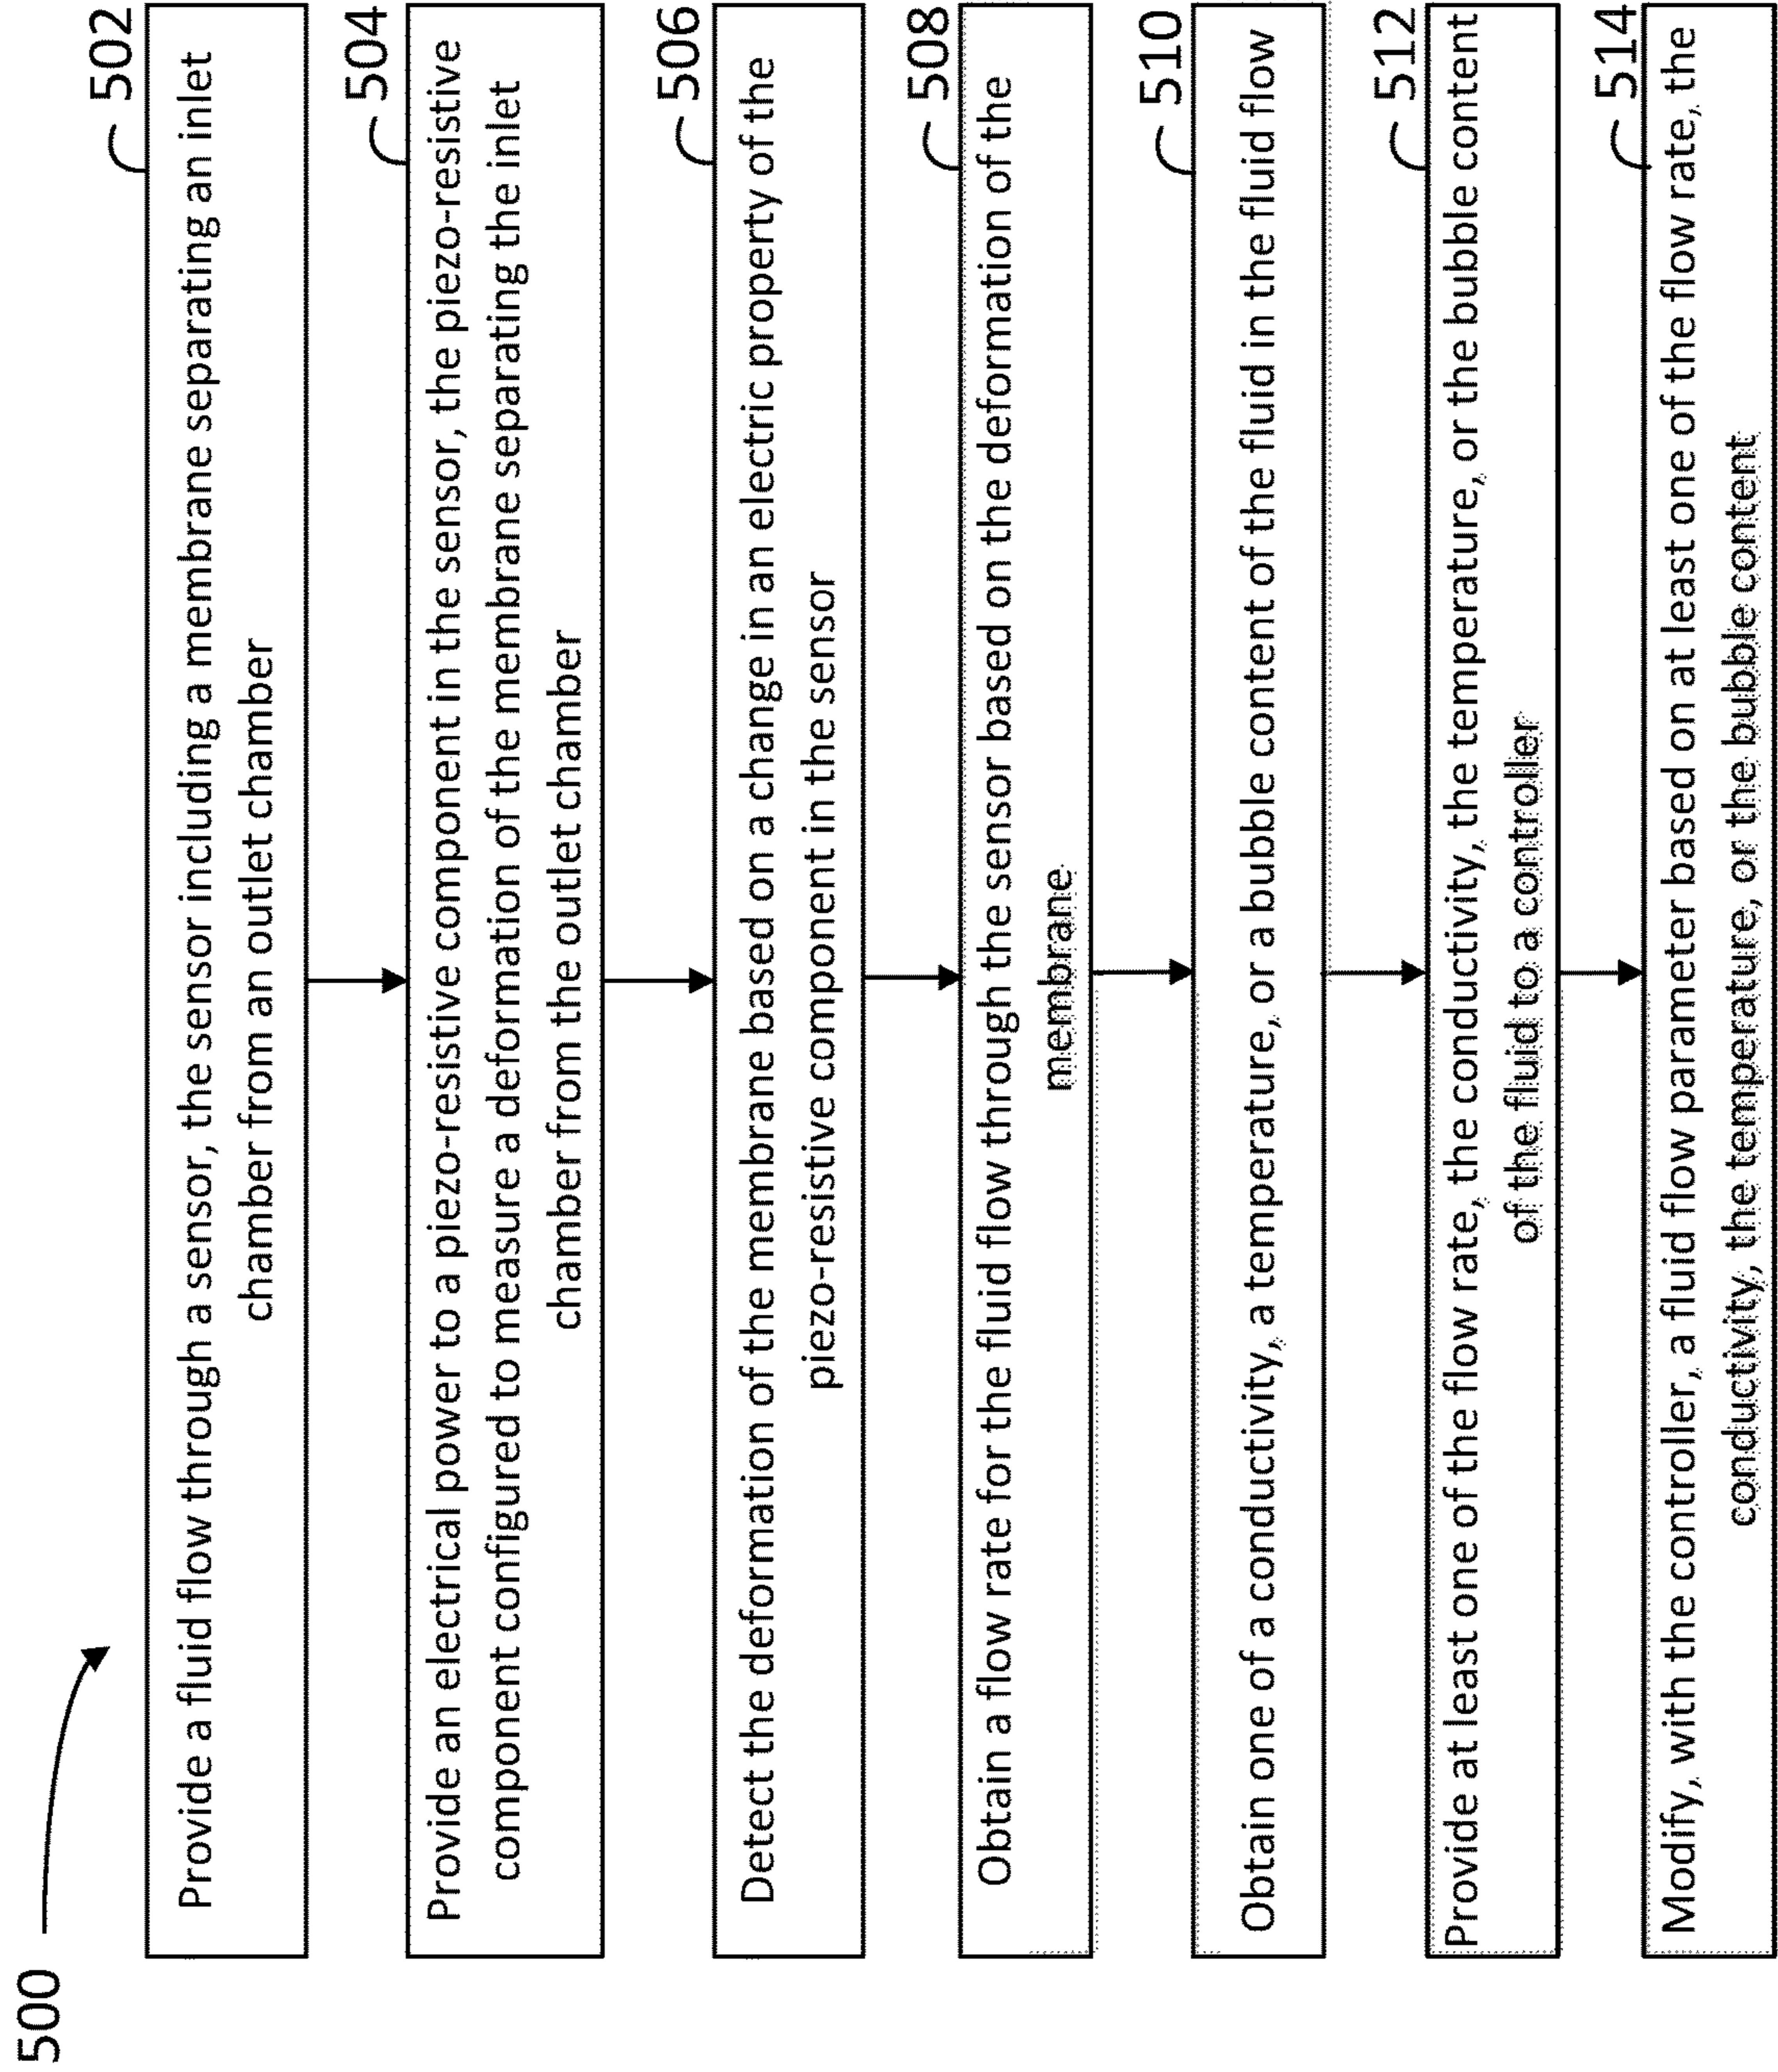 500
502
Provide a fluid flow through a sensor, the sensor including a membrane separating an inlet
chamber from an outlet chamber
504
Provide an electrical power to a piezo-resistive component in the sensor, the piezo-resistive
component configured to measure a deformation of the membrane separating the inlet
chamber from the outlet chamber
506
Detect the deformation of the membrane based on a change in an electric property of the
piezo-resistive component in the sensor
508
Obtain a flow rate for the fluid flow through the sensor based on the deformation of the
membrane
510
Obtain one of a conductivity, a temperature, or a bubble content of the fluid in the fluid flow
512
Provide at least one of the flow rate, the conductivity, the temperature, or the bubble content
of the fluid to a controller
514
Modify, with the controller, a fluid flow parameter based on at least one of the flow rate, the
conductivity, the temperature, or the bubble content